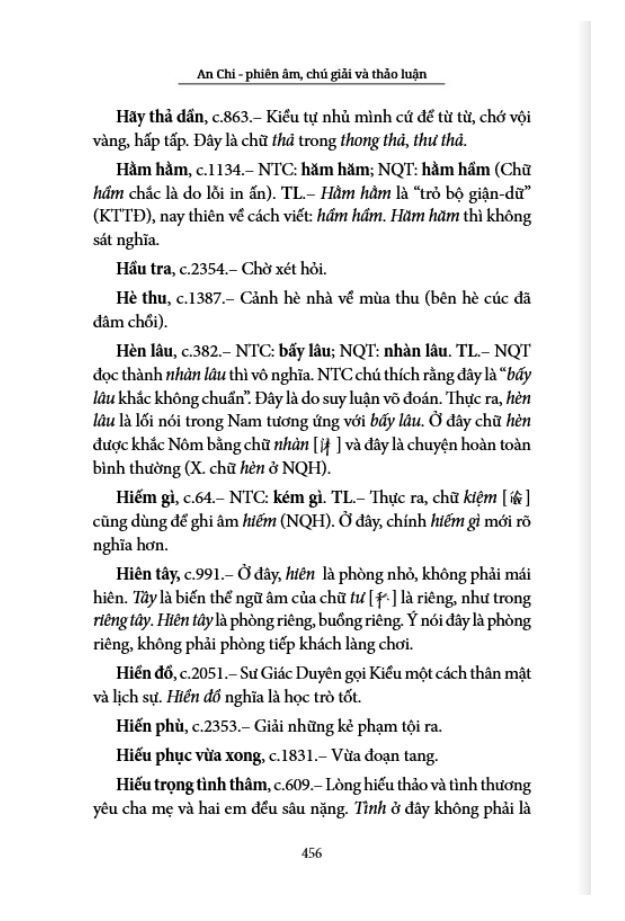 An Chi - phiên âm, chú giải và thảo luận
Hãy thả dần, c.863.– Kiều tự nhủ mình cứ để từ từ, chớ vội
vàng, hấp tấp. Đây là chữ thả trong thong thả, thư thả.
Hằm hằm, c.1134.– NTC: hăm hăm; NQT: hằm hầm (Chữ
hầm chắc là do lỗi in ấn). TL.– Hằm hằm là “trỏ bộ giận-dữ”
(KTTĐ), nay thiên về cách viết: hầm hầm. Hăm hăm thì không
sát nghĩa.
Hầu tra, c.2354.– Chờ xét hỏi.
Hè thu, c.1387.– Cảnh hè nhà về mùa thu (bên hè cúc đã
đâm chồi).
Hèn lâu, c.382.– NTC: bấy lâu; NQT: nhàn lâu. TL.– NQT
đọc thành nhàn lâu thì vô nghĩa. NTC chú thích rằng đây là “bấy
lâu khắc không chuẩn”. Đây là do suy luận võ đoán. Thực ra, hèn
lâu là lối nói trong Nam tương ứng với bấy lâu. Ở đây chữ hèn
được khắc Nôm bằng chữ nhàn [ ] và đây là chuyện hoàn toàn
bình thường (X. chữ hèn ở NQH).
Hiếm gì, c.64.– NTC: kém gì. TL.– Thực ra, chữ kiệm [ ]
cũng dùng để ghi âm hiếm (NQH). Ở đây, chính hiếm gì mới rõ
nghĩa hơn.
Hiên tây, c.991.– Ở đây, hiên là phòng nhỏ, không phải mái
hiên. Tây là biến thể ngữ âm của chữ tư [ ] là riêng, như trong
riêng tây. Hiên tây là phòng riêng, buồng riêng. Ý nói đây là phòng
riêng, không phải phòng tiếp khách làng chơi.
Hiền đồ, c.2051.– Sư Giác Duyên gọi Kiều một cách thân mật
và lịch sự. Hiền đồ nghĩa là học trò tốt.
Hiến phù, c.2353.– Giải những kẻ phạm tội ra.
Hiếu phục vừa xong, c.1831.– Vừa đoạn tang.
Hiếu trọng tình thâm, c.609.– Lòng hiếu thảo và tình thương
yêu cha mẹ và hai em đều sâu nặng. Tình ở đây không phải là
456